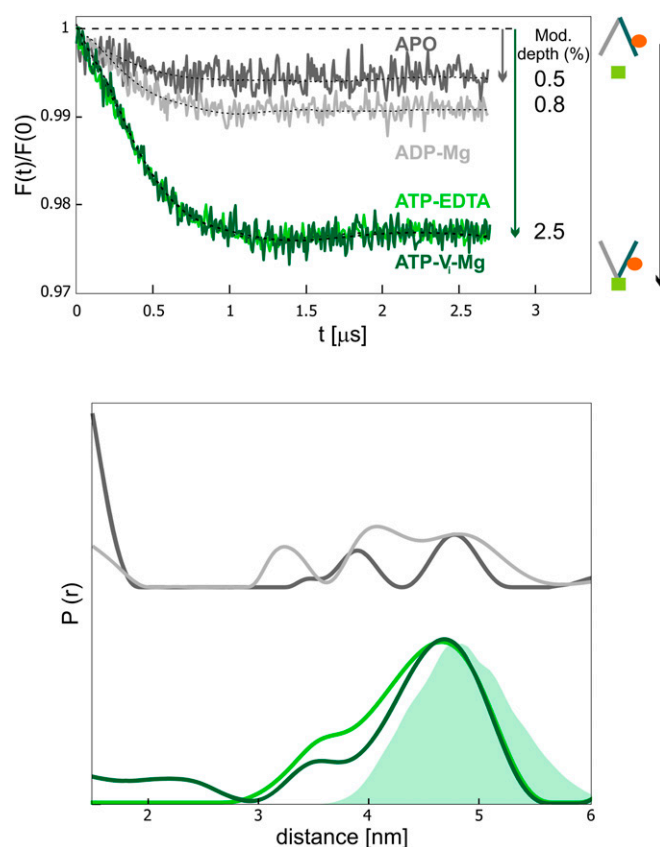 1
0.99
0.98
0.97
F(t)/F(0)
APO
ADP-Mg
ATP-EDTA
ATP-Vi-Mg
Mod.
depth (%)
0.5
0.8
2.5
0
0.5
1
1.5
2
2.5
3
t [μs]
P (r)
2
3
4
5
6
distance [nm]